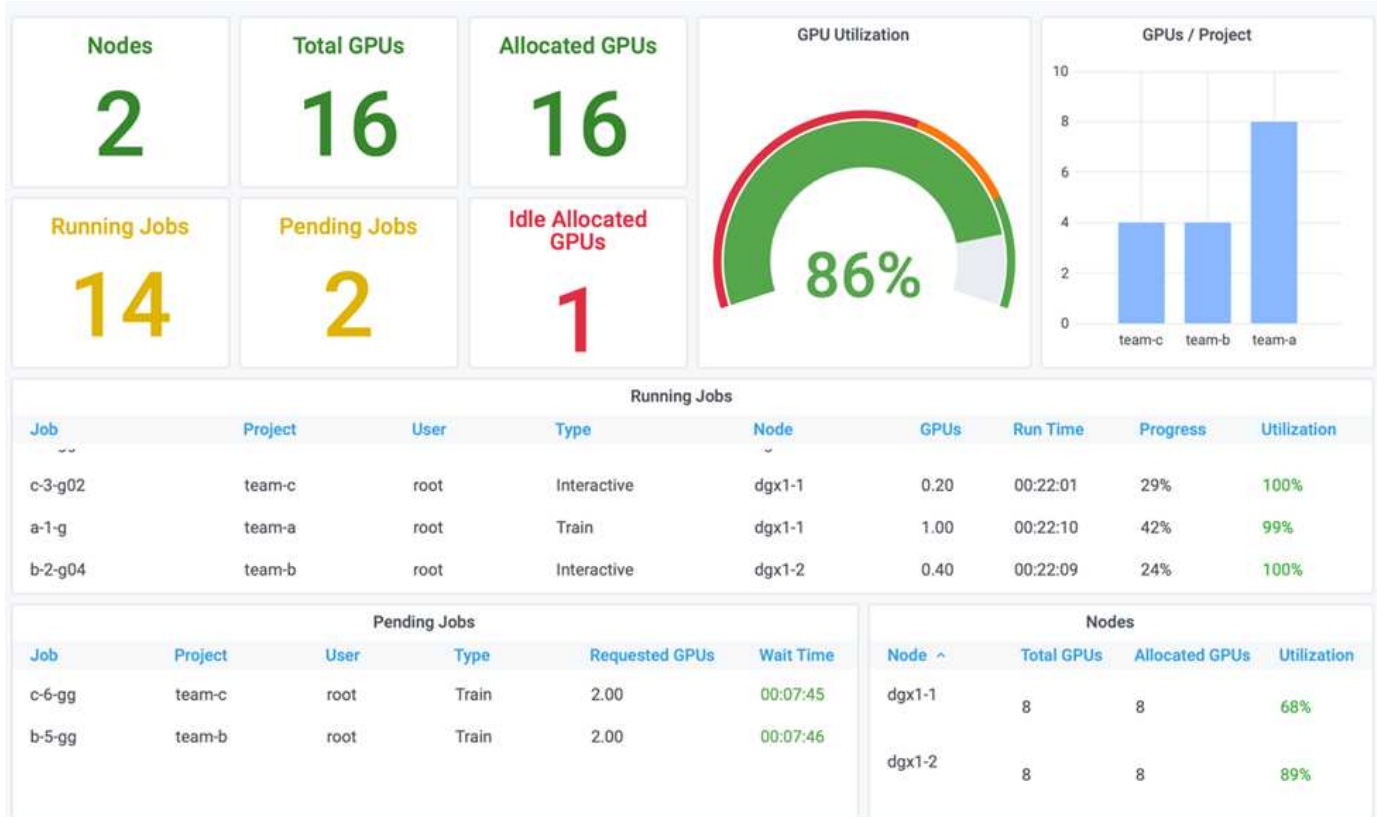 Nodes
2
Total GPUs
16
Allocated GPUs
16
Running Jobs
14
Pending Jobs
2
Idle Allocated
GPUs
1
GPU Utilization
86%
GPUs / Project
10
8
6
4
2
0
team-c team-b team-a
Running Jobs
Job Project User Type Node GPUs Run Time Progress Utilization
c-3-g02 team-c root Interactive dgx1-1 0.20 00:22:01 29% 100%
a-1-g team-a root Train dgx1-1 1.00 00:22:10 42% 99%
b-2-g04 team-b root Interactive dgx1-2 0.40 00:22:09 24% 100%
Pending Jobs
Job Project User Type Requested GPUs Wait Time
c-6-gg team-c root Train 2.00 00:07:45
b-5-gg team-b root Train 2.00 00:07:46
Nodes
Node Total GPUs Allocated GPUs Utilization
dgx1-1 8 8 68%
dgx1-2 8 8 89%